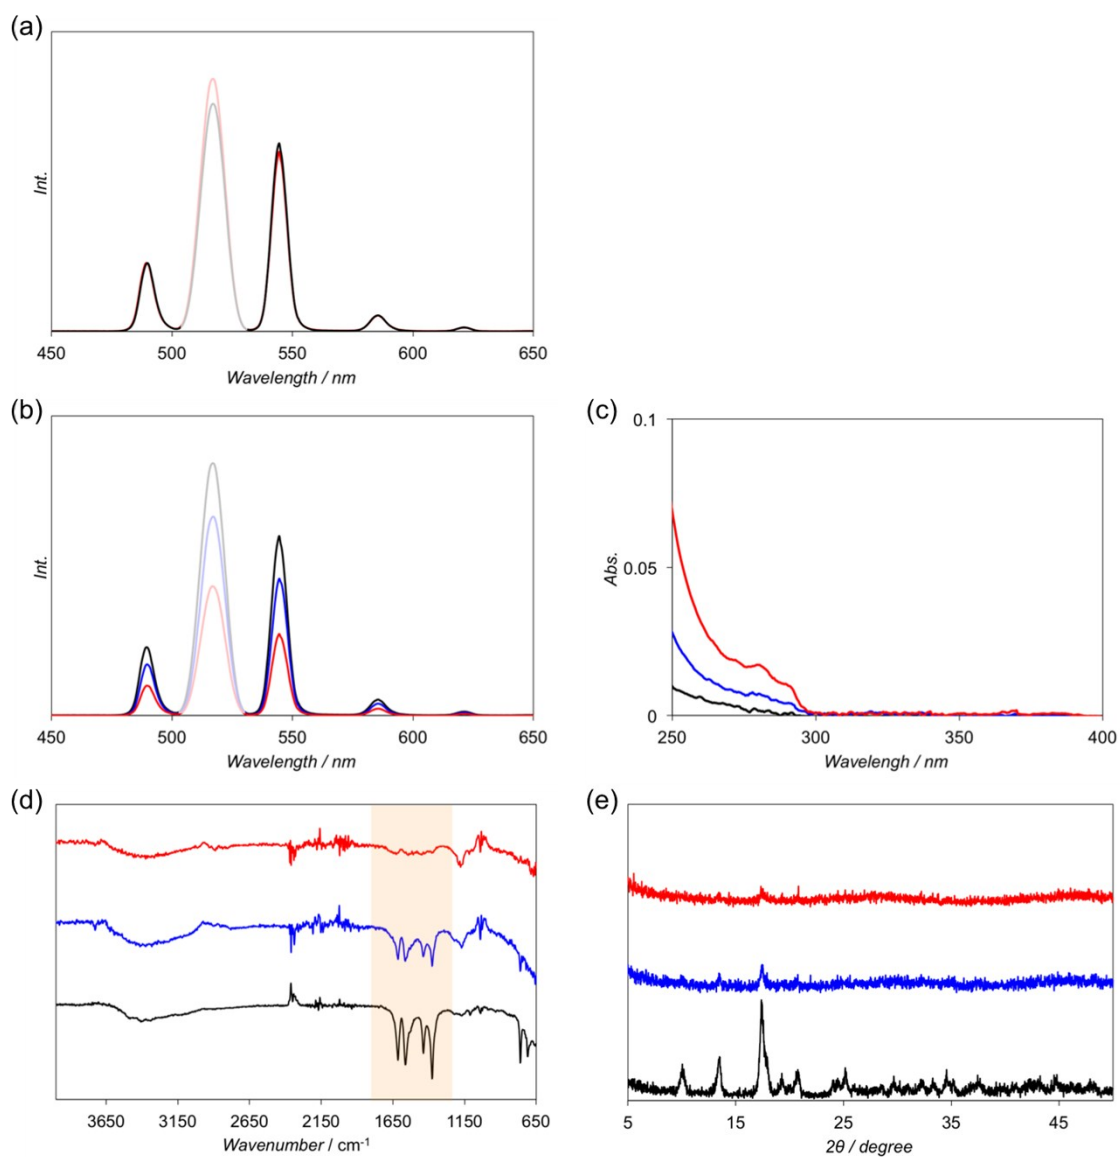 (a)
Int.
450 500 550 600 650
Wavelength / nm
(b)
Int.
450 500 550 600 650
Wavelength / nm
(c)
0.1
Abs.
0.05
0
250 300 350 400
Wavelengh / nm
(d)
3650 3150 2650 2150 1650 1150 650
Wavenumber / cm-1
(e)
5 15 25 35 45
2θ / degree